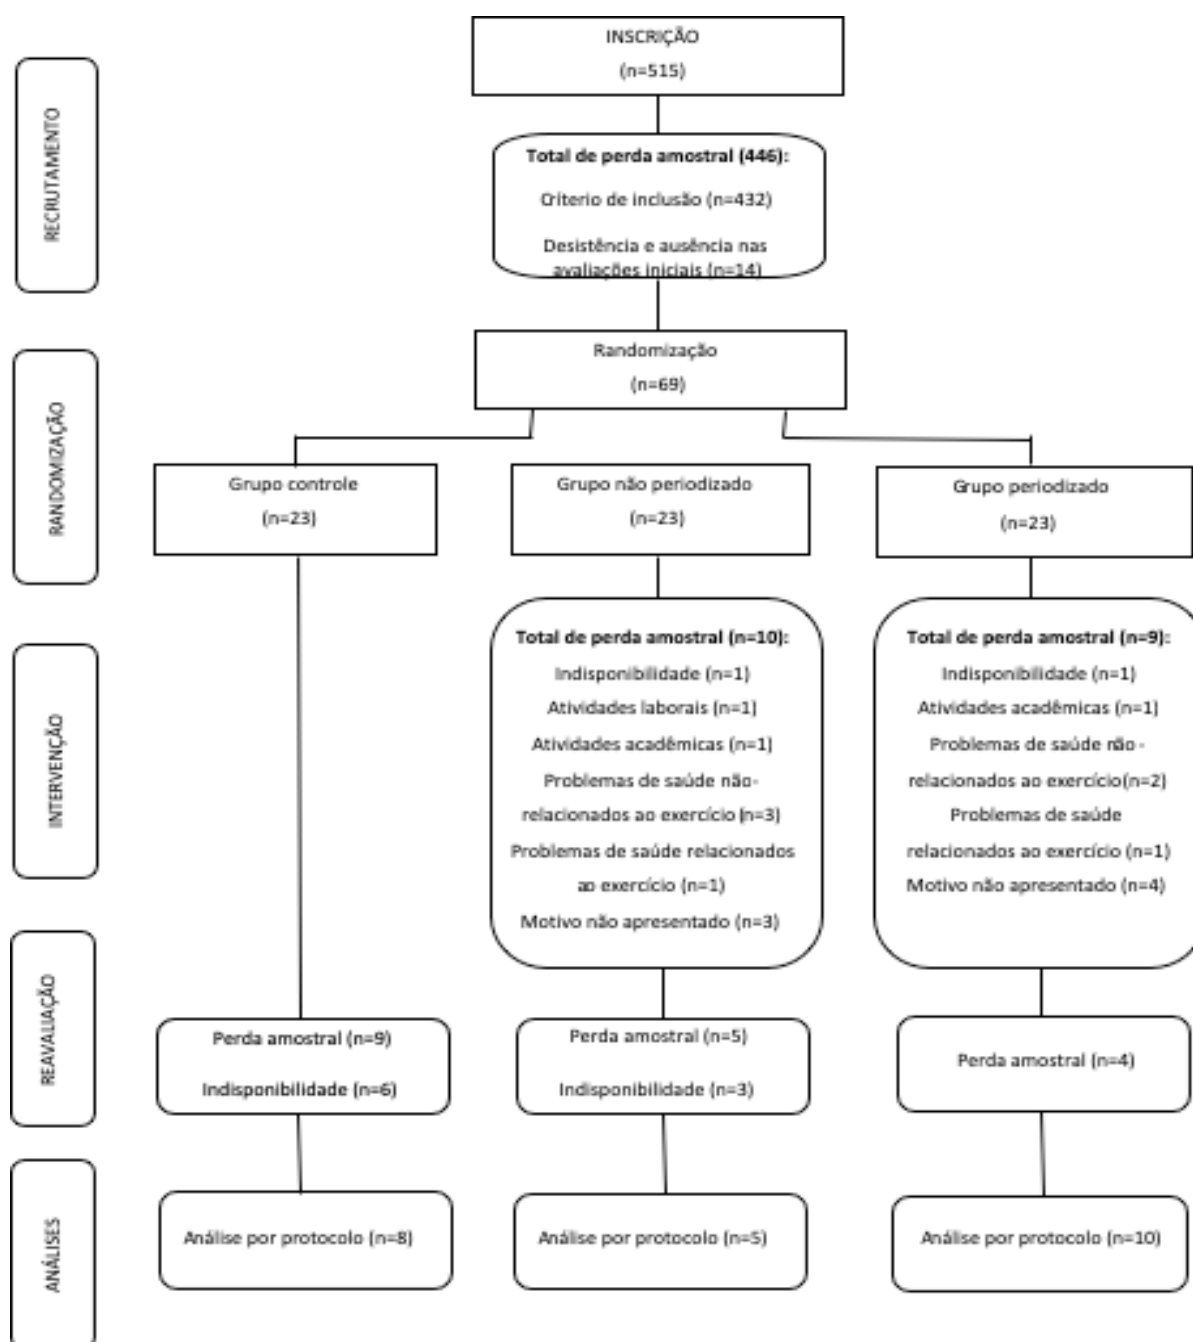 INSCRIÇÃO
(n=515)
RECRUTAMENTO
Total de perda amostral (446):
Criterio de inclusão (n=432)
Desistência e ausência nas
avaliações iniciais (n=14)
RANDOMIZAÇÃO
Randomização
(n=69)
Grupo controle
(n=23)
Grupo não periodizado
(n=23)
Grupo periodizado
(n=23)
INTERVENÇÃO
Total de perda amostral (n=10):
Indisponibilidade (n=1)
Atividades laborais (n=1)
Atividades acadêmicas (n=1)
Problemas de saúde não-
relacionados ao exercício (n=3)
Problemas de saúde relacionados
ao exercício (n=1)
Motivo não apresentado (n=3)
Total de perda amostral (n=9):
Indisponibilidade (n=1)
Atividades acadêmicas (n=1)
Problemas de saúde não -
relacionados ao exercício(n=2)
Problemas de saúde
relacionados ao exercício (n=1)
Motivo não apresentado (n=4)
REAVALIAÇÃO
Perda amostral (n=9)
Indisponibilidade (n=6)
Perda amostral (n=5)
Indisponibilidade (n=3)
Perda amostral (n=4)
ANÁLISES
Análise por protocolo (n=8)
Análise por protocolo (n=5)
Análise por protocolo (n=10)